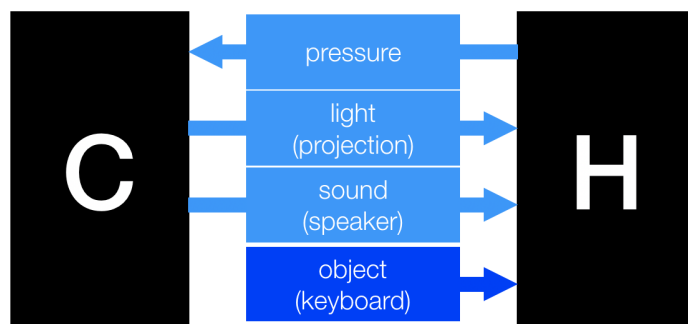 C
pressure
light
(projection)
sound
(speaker)
object
(keyboard)
H